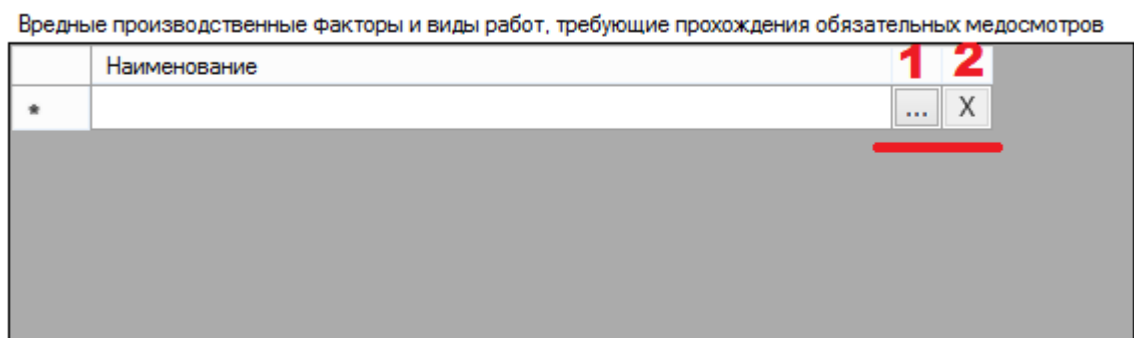 Вредные производственные факторы и виды работ, требующие прохождения обязательных медосмотров
Наименование 1 2
* ... X